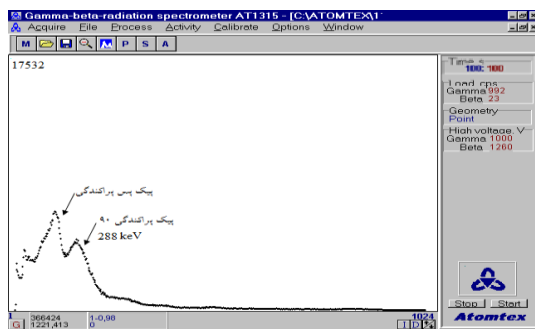 Gamma-beta-radiation spectrometer AT1315 - [C:\ATOMTEX\1'
Acquire File Process Activity Calibrate Options Window
M P S A
17532
Time, s
100: 100
Load, cps
Gamma 992
Beta 23
Geometry
Point
High voltage, V
Gamma 1000
Beta 1260
پیک پس پراکندگی
پیک پراکندگی ۹۰
288 keV
Stop Start
Atomtex
1 366424 1-0,98 1024
G 1221,413 0 I D %